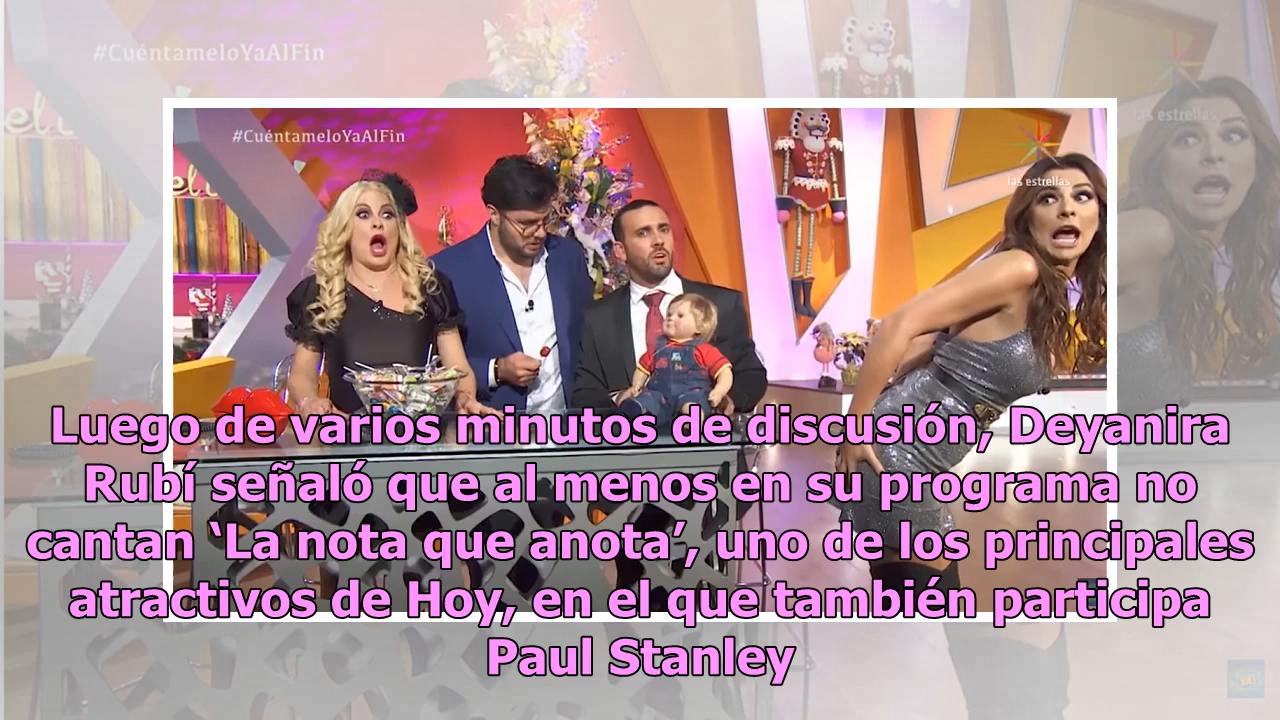 #CuéntameloYaAlFin
#CuéntameloYaAlFin
las estrellas
las estrellas
Luego de varios minutos de discusión, Deyanira
Rubí señaló que al menos en su programa no
cantan ‘La nota que anota’, uno de los principales
atractivos de Hoy, en el que también participa
Paul Stanley